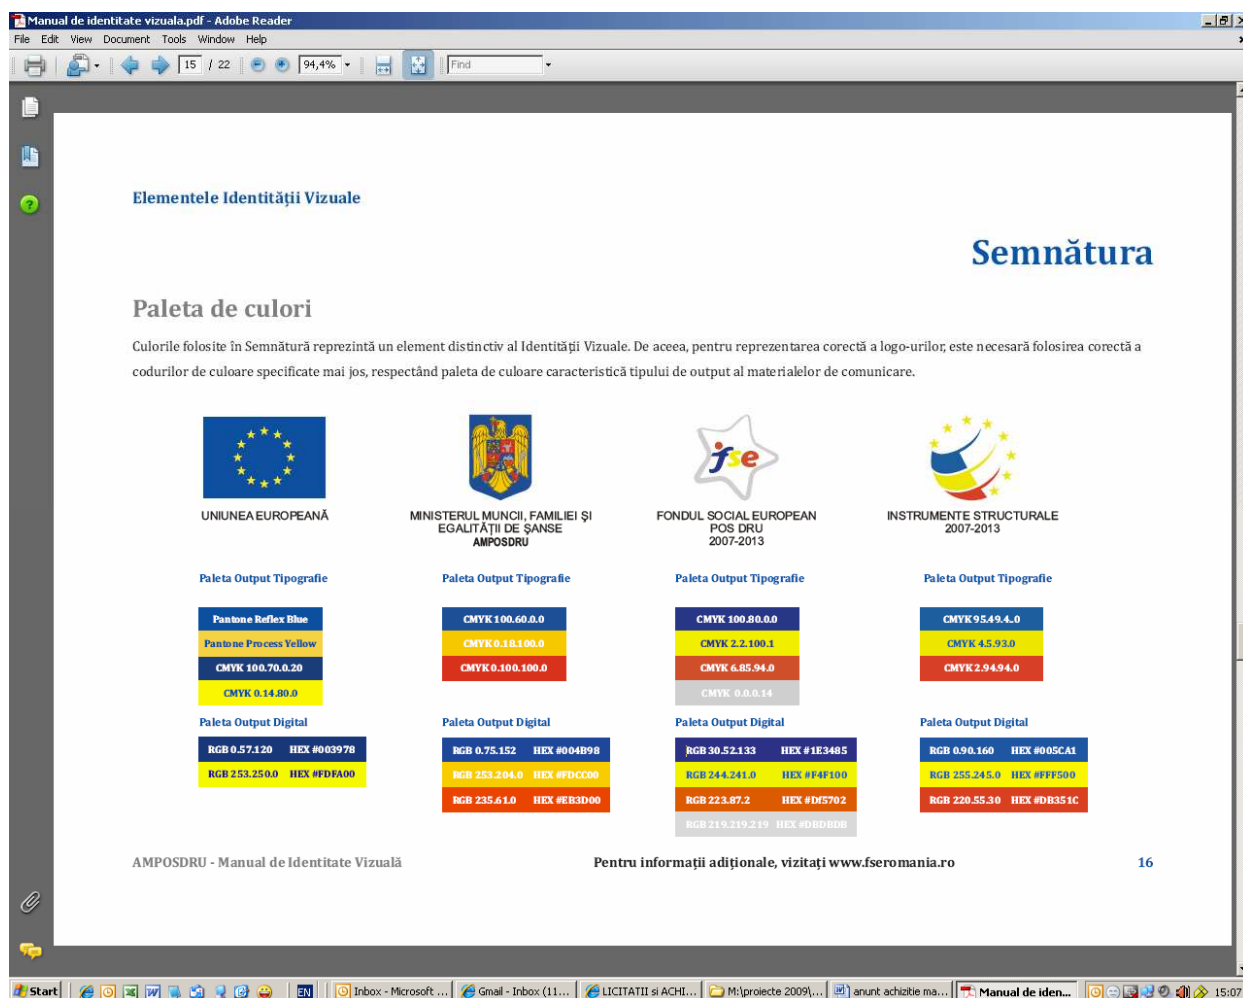 Manual de identitate vizuala.pdf - Adobe Reader
File Edit View Document Tools Window Help
15 / 22 94,4% Find
Elementele Identității Vizuale
Semnătura
Paleta de culori
Culorile folosite în Semnătură reprezintă un element distinctiv al Identității Vizuale. De aceea, pentru reprezentarea corectă a logo-urilor, este necesară folosirea corectă a
codurilor de culoare specificate mai jos, respectând paleta de culoare caracteristică tipului de output al materialelor de comunicare.
fse
UNIUNEA EUROPEANĂ
MINISTERUL MUNCII, FAMILIEI ŞI
EGALITĂŢII DE ŞANSE
AMPOSDRU
FONDUL SOCIAL EUROPEAN
POS DRU
2007-2013
INSTRUMENTE STRUCTURALE
2007-2013
Paleta Output Tipografie Paleta Output Tipografie Paleta Output Tipografie Paleta Output Tipografie
Pantone Reflex Blue CMYK 100.60.0.0 CMYK 100.80.0.0 CMYK 95.49.4..0
Pantone Process Yellow CMYK 0.18.100.0 CMYK 2.2.100.1 CMYK 4.5.93.0
CMYK 100.70.0.20 CMYK 0.100.100.0 CMYK 6.85.94.0 CMYK 2.94.94.0
CMYK 0.14.80.0 CMYK 0.0.0.14
Paleta Output Digital Paleta Output Digital Paleta Output Digital Paleta Output Digital
RGB 0.57.120 HEX #003978 RGB 0.75.152 HEX #004B98 RGB 30.52.133 HEX #1E3485 RGB 0.90.160 HEX #005CA1
RGB 253.250.0 HEX #FDFA00 RGB 253.204.0 HEX #FDCC00 RGB 244.241.0 HEX #F4F100 RGB 255.245.0 HEX #FFF500
RGB 235.61.0 HEX #EB3D00 RGB 223.87.2 HEX #Df5702 RGB 220.55.30 HEX #DB351C
RGB 219.219.219 HEX #DBDBDB
AMPOSDRU - Manual de Identitate Vizuală Pentru informații adiționale, vizitați www.fseromania.ro 16
Start EN Inbox - Microsoft ... Gmail - Inbox (11... LICITATII si ACHI... M:\proiecte 2009\... anunt achizitie ma... Manual de iden... 15:07